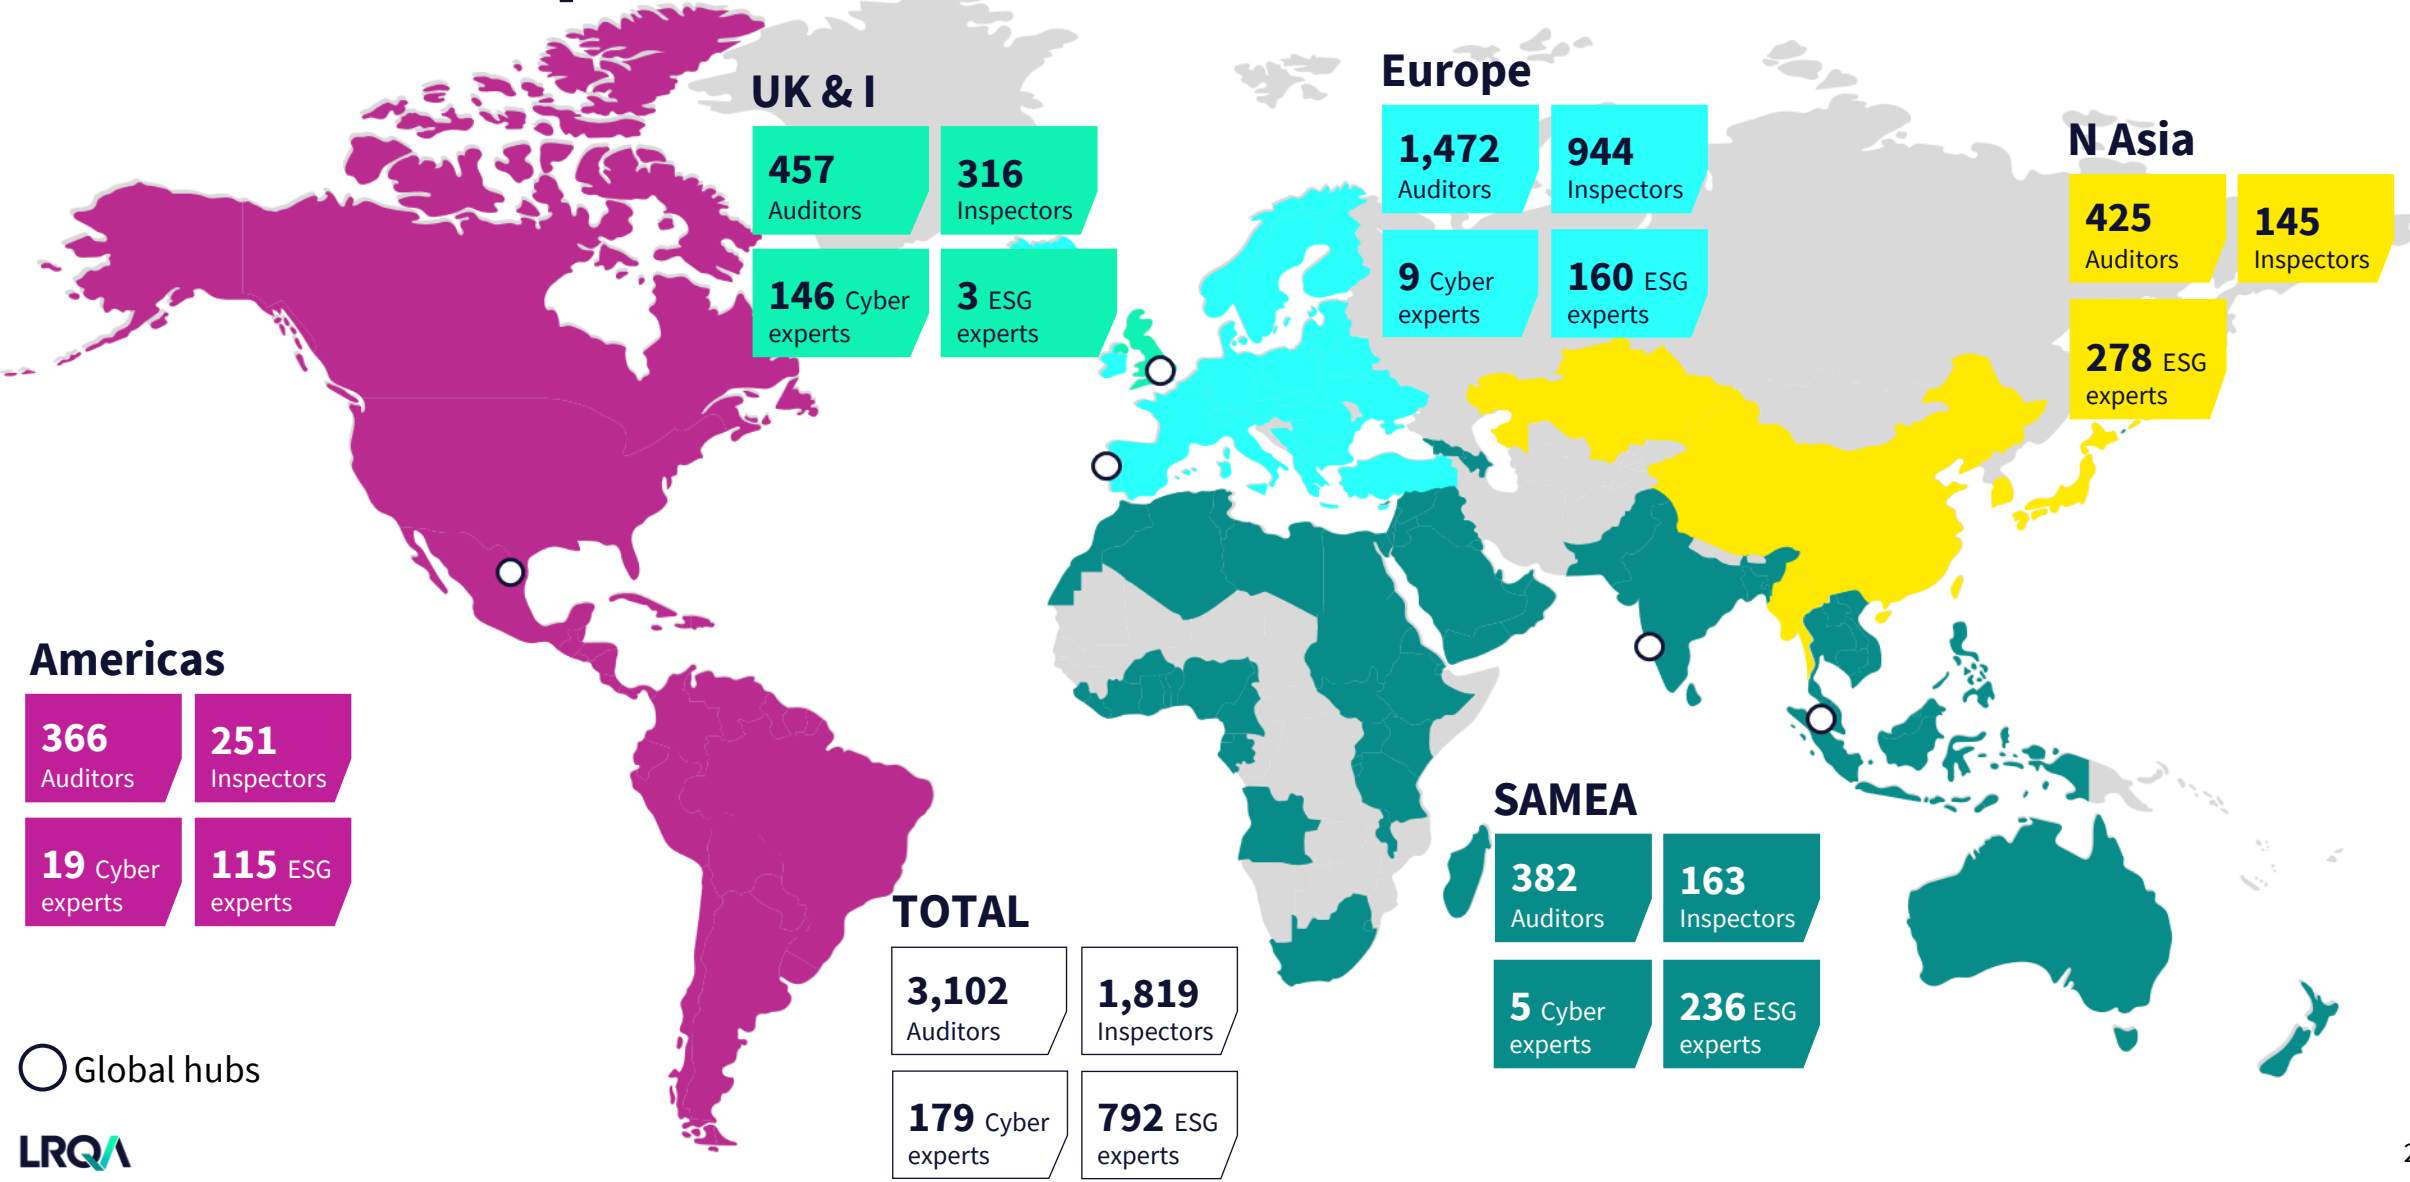 UK & I
457
Auditors
316
Inspectors
146 Cyber
experts
3 ESG
experts
Europe
1,472
Auditors
944
Inspectors
9 Cyber
experts
160 ESG
experts
N Asia
425
Auditors
145
Inspectors
278 ESG
experts
Americas
366
Auditors
251
Inspectors
19 Cyber
experts
115 ESG
experts
TOTAL
3,102
Auditors
1,819
Inspectors
179 Cyber
experts
792 ESG
experts
SAMEA
382
Auditors
163
Inspectors
5 Cyber
experts
236 ESG
experts
Global hubs
LRQA